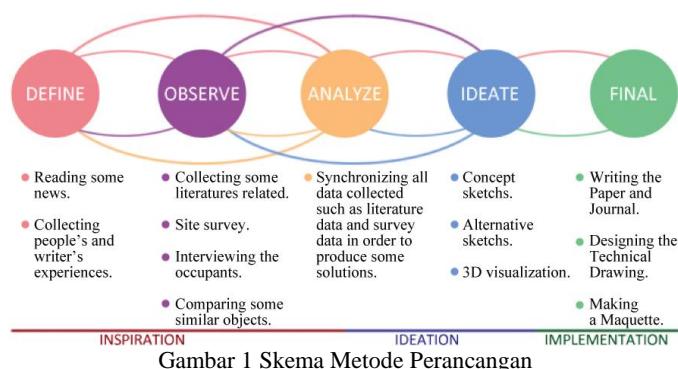 DEFINE
OBSERVE
ANALYZE
IDEATE
FINAL
Reading some
news.
Collecting
people's and
writer's
experiences.
Collecting some
literatures related.
Site survey.
Interviewing the
occupants.
Comparing some
similar objects.
Synchronizing all
data collected
such as literature
data and survey
data in order to
produce some
solutions.
Concept
sketchs.
Alternative
sketchs.
3D visualization.
Writing the
Paper and
Journal.
Designing the
Technical
Drawing.
Making
a Maquette.
INSPIRATION
IDEATION
IMPLEMENTATION
Gambar 1 Skema Metode Perancangan